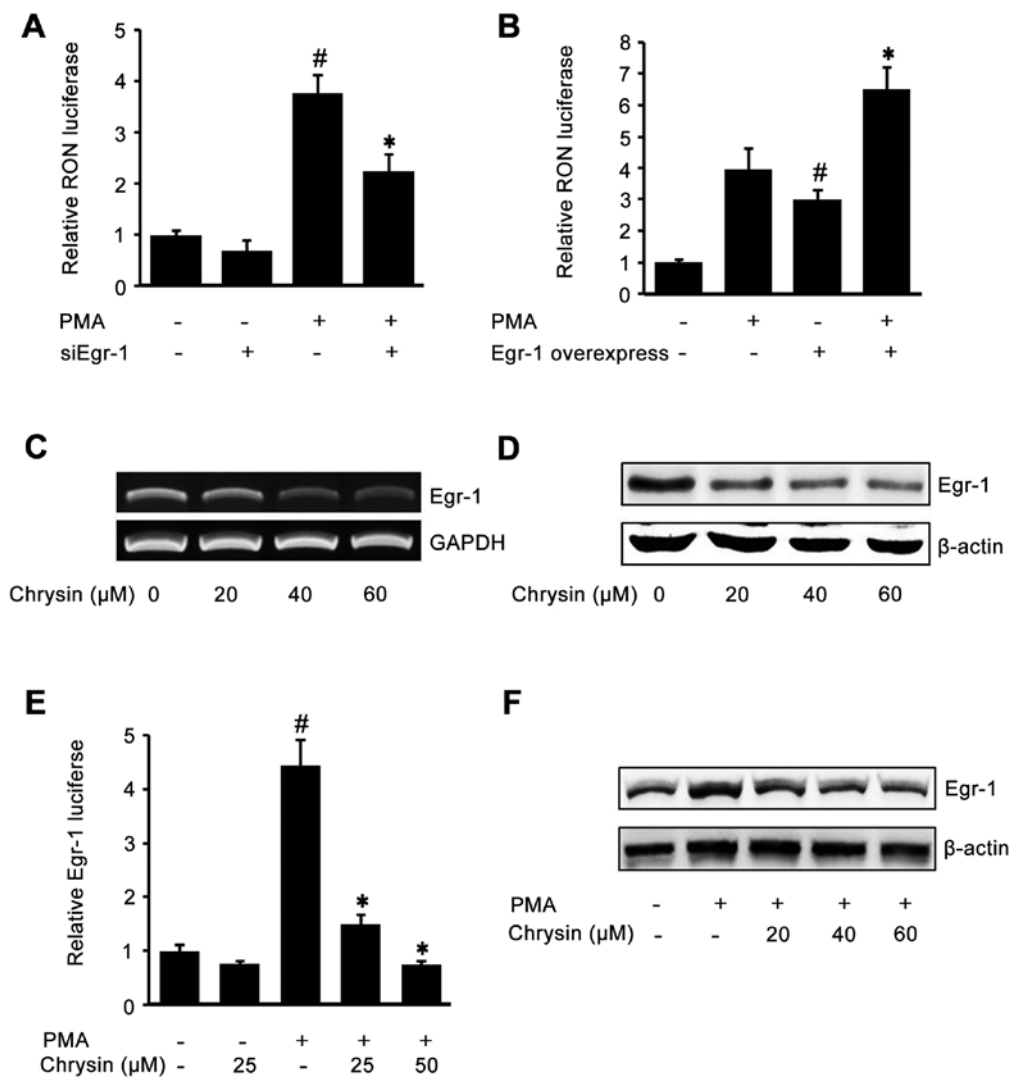 A
Relative RON luciferase
5
4
3
2
1
0
#
*
PMA - - + +
siEgr-1 - + - +
B
Relative RON luciferase
8
7
6
5
4
3
2
1
0
#
*
PMA - + - +
Egr-1 overexpress - - + +
C
Egr-1
GAPDH
Chrysin (μM) 0 20 40 60
D
Egr-1
β-actin
Chrysin (μM) 0 20 40 60
E
Relative Egr-1 luciferse
5
4
3
2
1
0
#
*
*
PMA - - + + +
Chrysin (μM) - 25 - 25 50
F
Egr-1
β-actin
PMA - + + + +
Chrysin (μM) - - 20 40 60